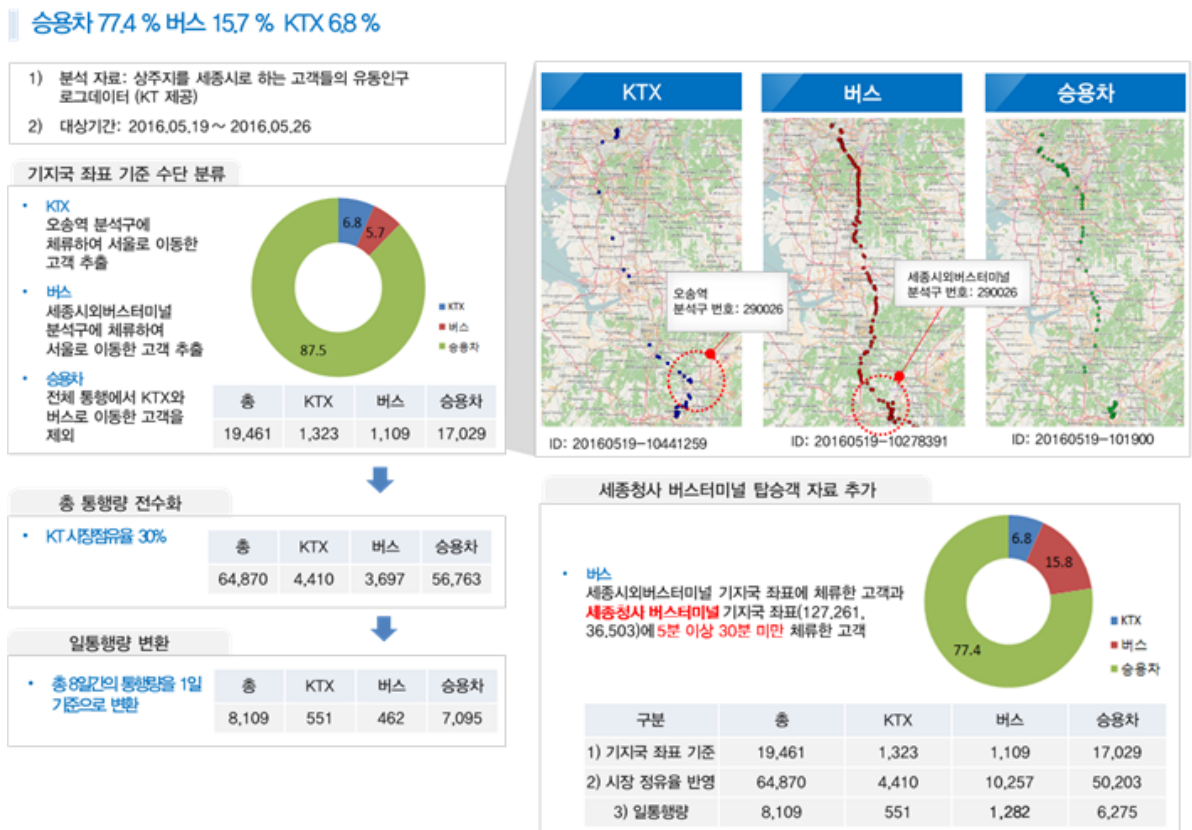 승용차 77.4 % 버스 15.7 % KTX 6.8 %
1) 분석 자료: 상주지를 세종시로 하는 고객들의 유동인구
로그데이터 (KT 제공)
2) 대상기간: 2016.05.19 ~ 2016.05.26
기지국 좌표 기준 수단 분류
• KTX
오송역 분석구에
체류하여 서울로 이동한
고객 추출
• 버스
세종시외버스터미널
분석구에 체류하여
서울로 이동한 고객 추출
• 승용차
전체 통행에서 KTX와
버스로 이동한 고객을
제외
6.8
5.7
87.5
KTX
버스
승용차
총 KTX 버스 승용차
19,461 1,323 1,109 17,029
총 통행량 전수화
• KT 시장점유율 30%
총 KTX 버스 승용차
64,870 4,410 3,697 56,763
일통행량 변환
• 총 8일간의 통행량을 1일
기준으로 변환
총 KTX 버스 승용차
8,109 551 462 7,095
KTX 버스 승용차
오송역
분석구 번호: 290026
세종시외버스터미널
분석구 번호: 290026
ID: 20160519-10441259
ID: 20160519-10278391
ID: 20160519-101900
세종청사 버스터미널 탑승객 자료 추가
• 버스
세종시외버스터미널 기지국 좌표에 체류한 고객과
세종청사 버스터미널 기지국 좌표(127,261,
36,503)에 5분 이상 30분 미만 체류한 고객
6.8
15.8
77.4
KTX
버스
승용차
구분 총 KTX 버스 승용차
1) 기지국 좌표 기준 19,461 1,323 1,109 17,029
2) 시장 정유율 반영 64,870 4,410 10,257 50,203
3) 일통행량 8,109 551 1,282 6,275